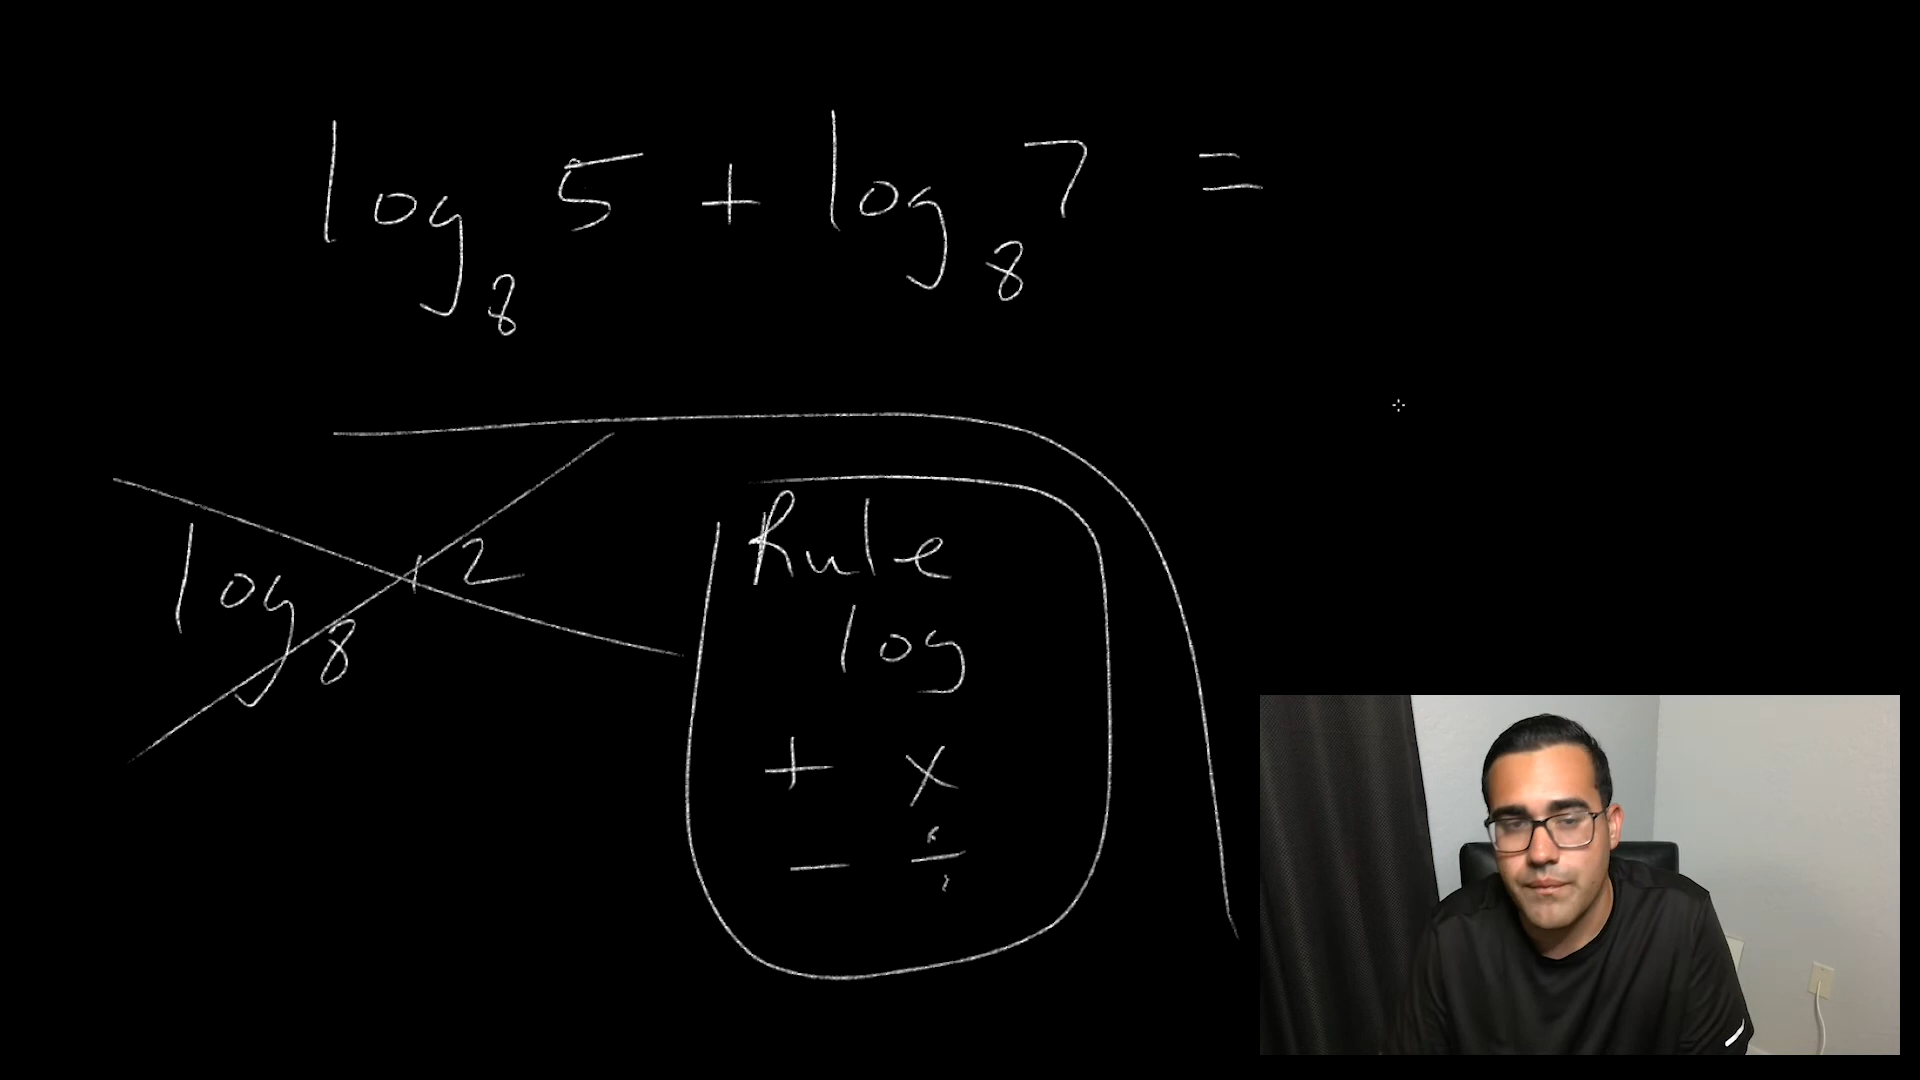 log₈ 5 + log₈ 7 =
log₈ 12
Rule
log
+ ×
− ÷